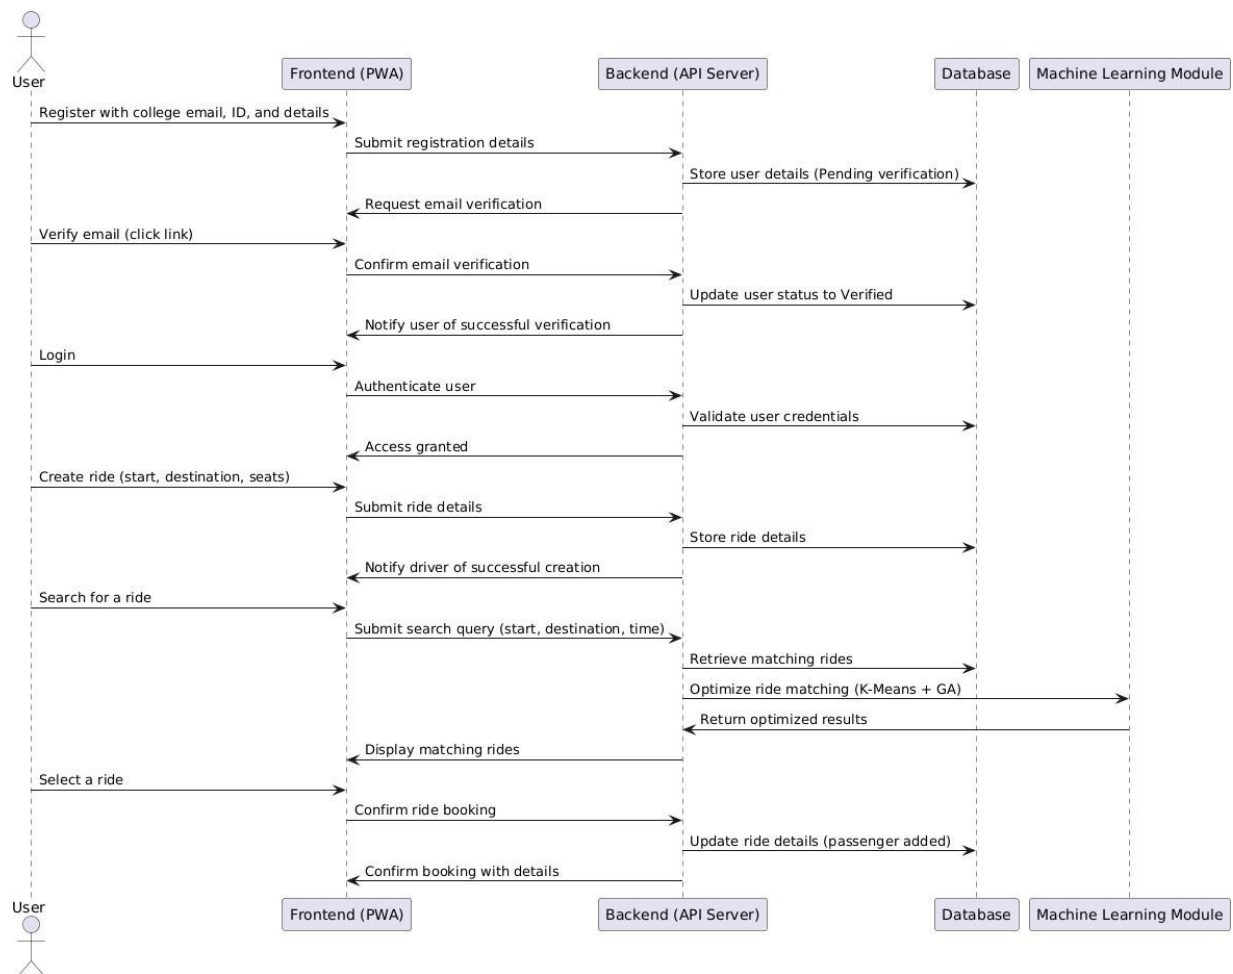 User
Frontend (PWA)
Backend (API Server)
Database
Machine Learning Module
Register with college email, ID, and details
Submit registration details
Store user details (Pending verification)
Request email verification
Verify email (click link)
Confirm email verification
Update user status to Verified
Notify user of successful verification
Login
Authenticate user
Validate user credentials
Access granted
Create ride (start, destination, seats)
Submit ride details
Store ride details
Notify driver of successful creation
Search for a ride
Submit search query (start, destination, time)
Retrieve matching rides
Optimize ride matching (K-Means + GA)
Return optimized results
Display matching rides
Select a ride
Confirm ride booking
Update ride details (passenger added)
Confirm booking with details
User
Frontend (PWA)
Backend (API Server)
Database
Machine Learning Module